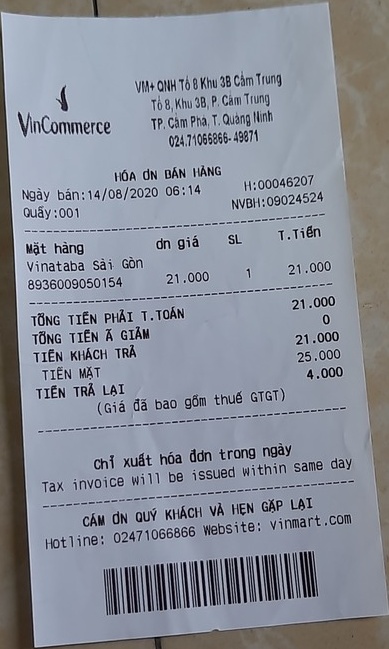 VinCommerce
VM+ QNH Tổ 8 Khu 3B Cẩm Trung
Tổ 8, Khu 3B, P. Cẩm Trung
TP. Cẩm Phả, T. Quảng Ninh
024.71066866- 49871
HÓA ƠN BÁN HÀNG
Ngày bán:14/08/2020 06:14 H:00046207
Quầy:001 NVBH:09024524
Mặt hàng ơn giá SL T.Tiền
Vinataba Sài Gòn
8936009050154 21.000 1 21.000
TỔNG TIỀN PHẢI T.TOÁN 21.000
TỔNG TIỀN Ã GIẢM 0
TIỀN KHÁCH TRẢ 21.000
TIỀN MẶT 25.000
TIỀN TRẢ LẠI 4.000
(Giá đã bao gồm thuế GTGT)
Chỉ xuất hóa đơn trong ngày
Tax invoice will be issued within same day
CẢM ƠN QUÝ KHÁCH VÀ HẸN GẶP LẠI
Hotline: 02471066866 Website: vinmart.com